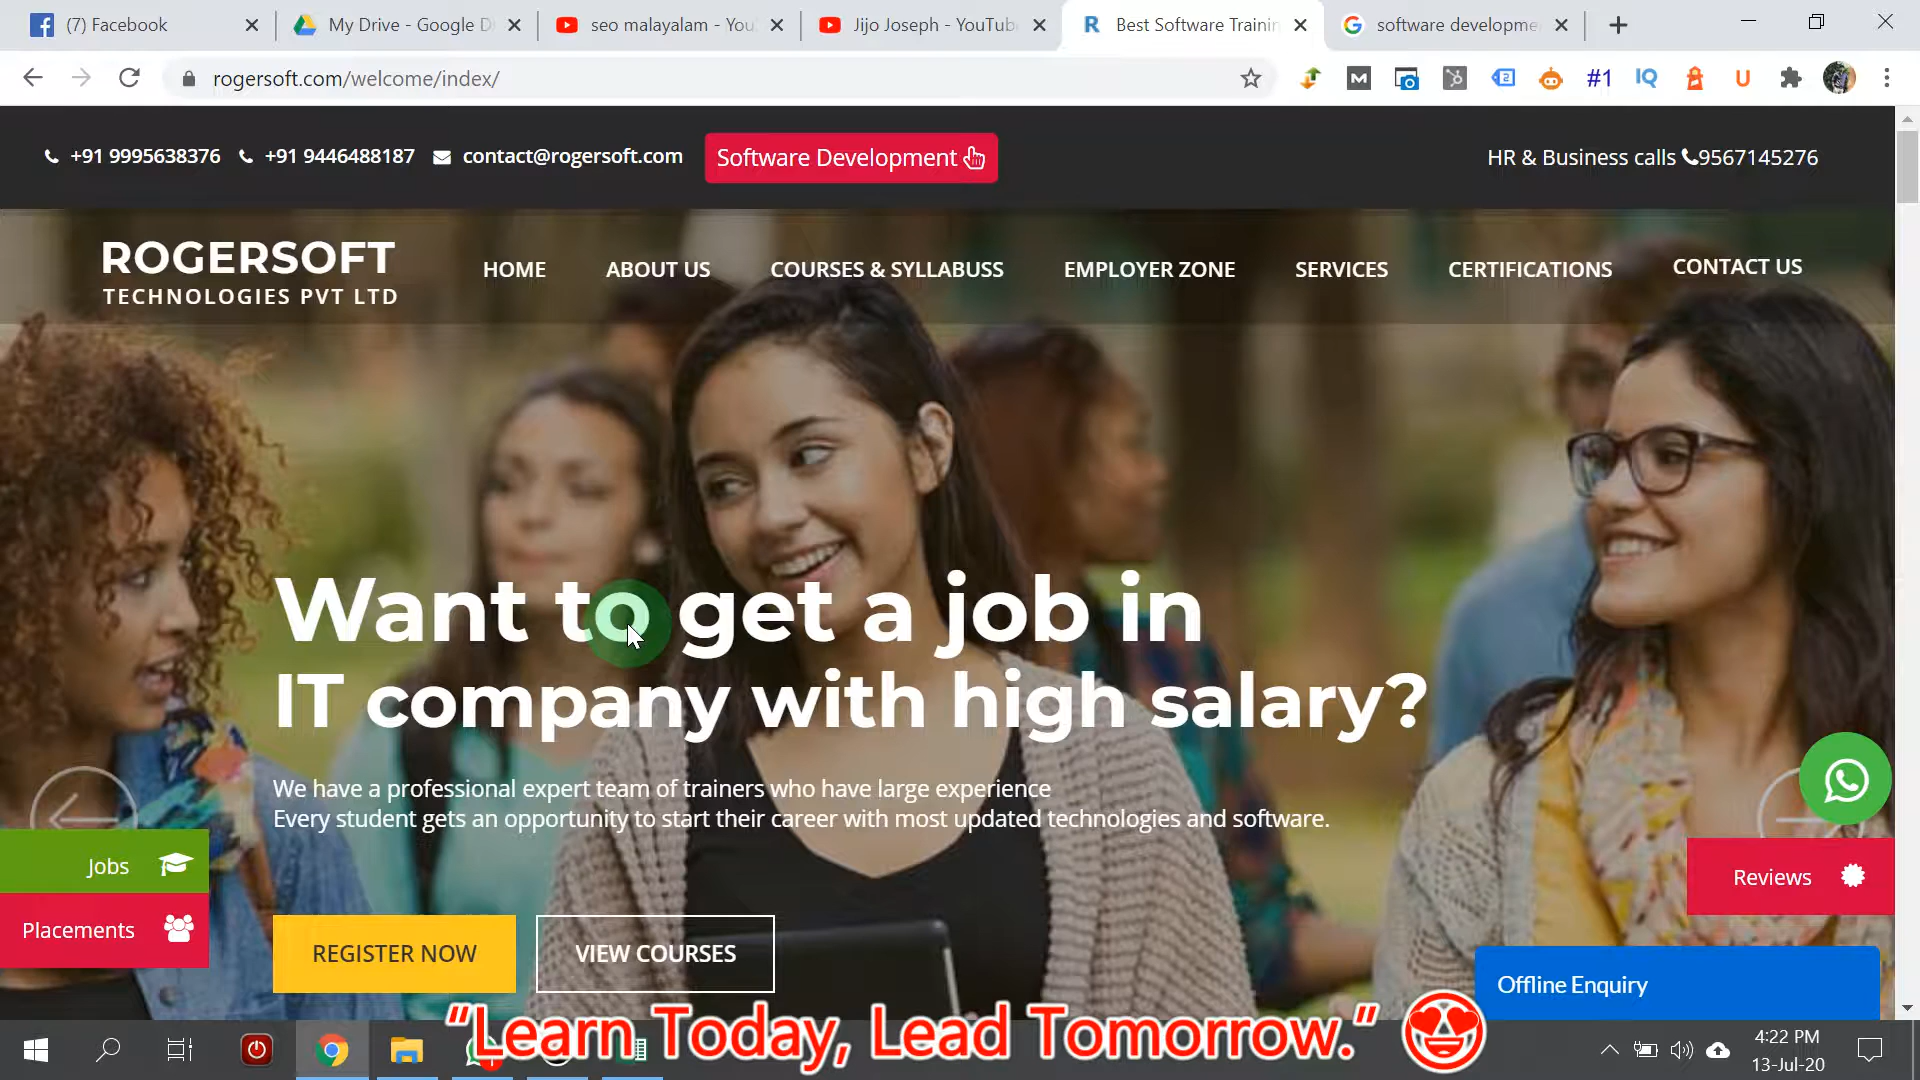 (7) Facebook
My Drive - Google D
seo malayalam - You
Jijo Joseph - YouTube
R Best Software Trainin
G software developme
rogersoft.com/welcome/index/
#1
IQ
U
+91 9995638376
+91 9446488187
contact@rogersoft.com
Software Development
HR & Business calls 9567145276
ROGERSOFT
TECHNOLOGIES PVT LTD
HOME
ABOUT US
COURSES & SYLLABUSS
EMPLOYER ZONE
SERVICES
CERTIFICATIONS
CONTACT US
Want to get a job in
IT company with high salary?
We have a professional expert team of trainers who have large experience
Every student gets an opportunity to start their career with most updated technologies and software.
Jobs
Placements
REGISTER NOW
VIEW COURSES
Reviews
Offline Enquiry
“Learn Today, Lead Tomorrow.”
4:22 PM
13-Jul-20